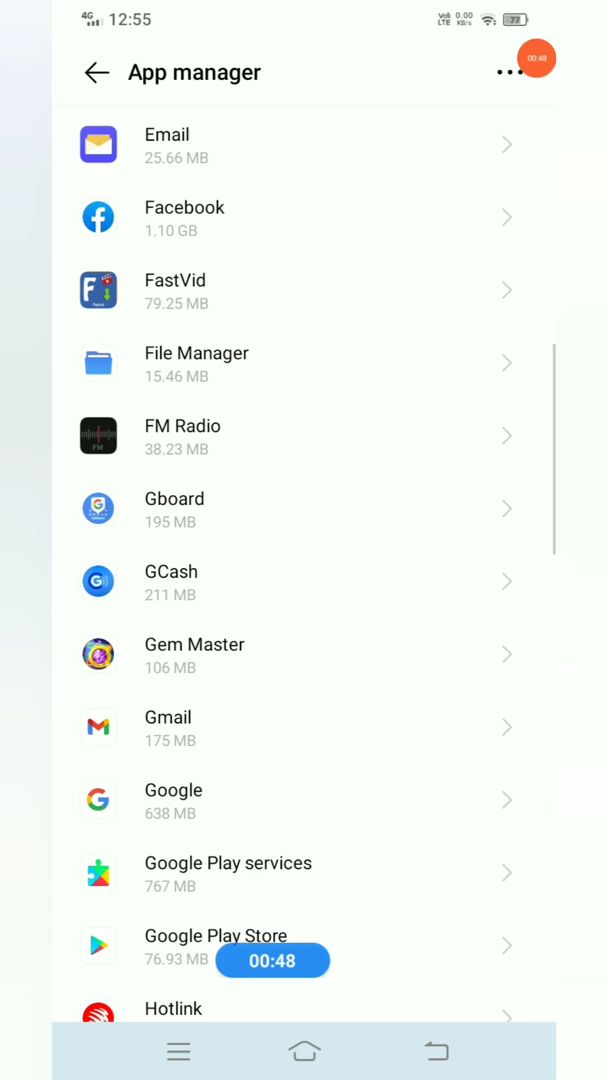 4G 12:55 Vo) LTE 0.00 KB/s 77
App manager
00:48
Email
25.66 MB
Facebook
1.10 GB
FastVid
79.25 MB
File Manager
15.46 MB
FM Radio
38.23 MB
Gboard
195 MB
GCash
211 MB
Gem Master
106 MB
Gmail
175 MB
Google
638 MB
Google Play services
767 MB
Google Play Store
76.93 MB
00:48
Hotlink